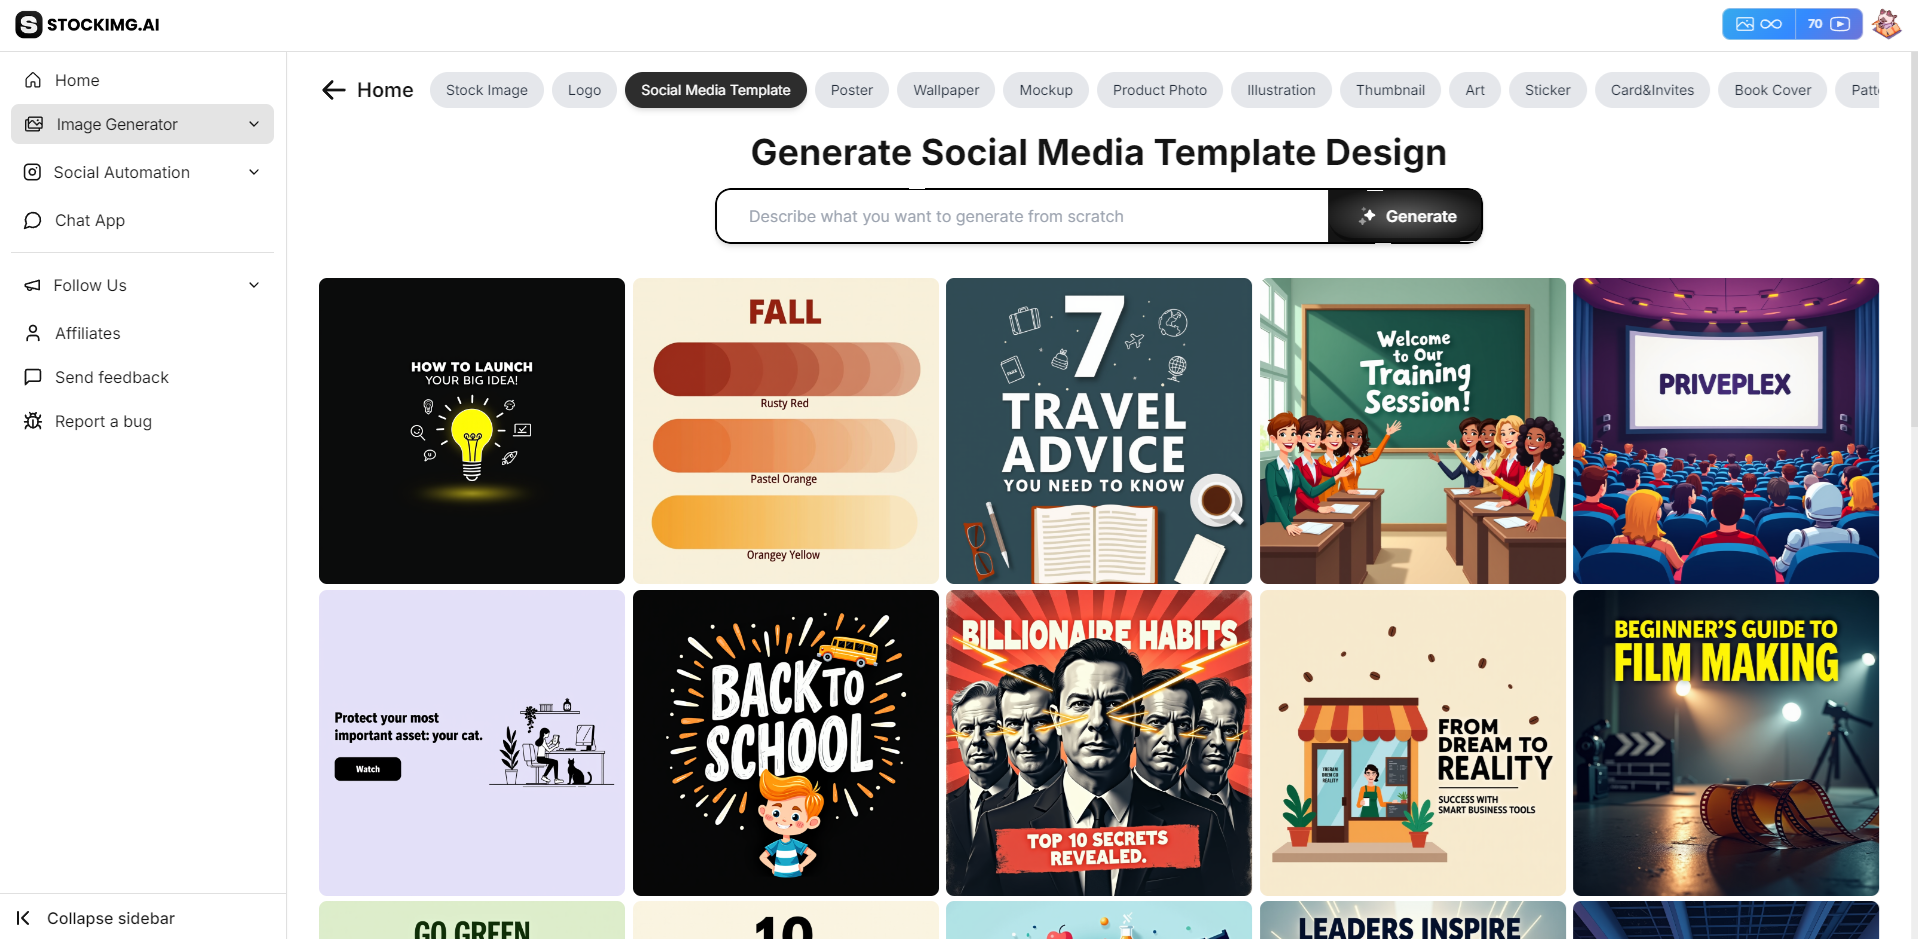 STOCKIMG.AI
70
Home
Image Generator
Social Automation
Chat App
Follow Us
Affiliates
Send feedback
Report a bug
Collapse sidebar
Home
Stock Image
Logo
Social Media Template
Poster
Wallpaper
Mockup
Product Photo
Illustration
Thumbnail
Art
Sticker
Card&Invites
Book Cover
Generate Social Media Template Design
Describe what you want to generate from scratch
Generate
HOW TO LAUNCH
YOUR BIG IDEA!
FALL
Rusty Red
Pastel Orange
Orangey Yellow
7
TRAVEL
ADVICE
YOU NEED TO KNOW
Welcome
to Our
Training
Session!
PRIVEPLEX
Protect your most
important asset: your cat.
Watch
BACK TO
SCHOOL
BILLIONAIRE HABITS
TOP 10 SECRETS
REVEALED.
FROM
DREAM TO
REALITY
SUCCESS WITH
SMART BUSINESS TOOLS
BEGINNER'S GUIDE TO
FILM MAKING
GO GREEN
10
LEADERS INSPIRE